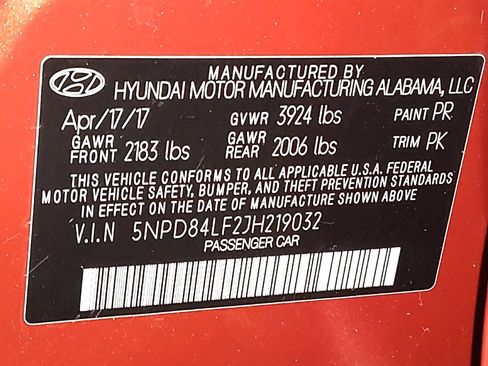 MANUFACTURED BY
HYUNDAI MOTOR MANUFACTURING ALABAMA, LLC
Apr/17/17 GVWR 3924 lbs PAINT PR
GAWR FRONT 2183 lbs GAWR REAR 2006 lbs TRIM PK
THIS VEHICLE CONFORMS TO ALL APPLICABLE U.S.A. FEDERAL
MOTOR VEHICLE SAFETY, BUMPER, AND THEFT PREVENTION STANDARDS
IN EFFECT ON THE DATE OF MANUFACTURE SHOWN ABOVE.
V.I.N 5NPD84LF2JH219032
PASSENGER CAR